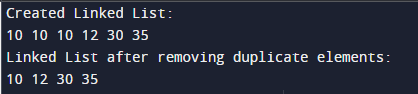 Created Linked List:
10 10 10 12 30 35
Linked List after removing duplicate elements:
10 12 30 35